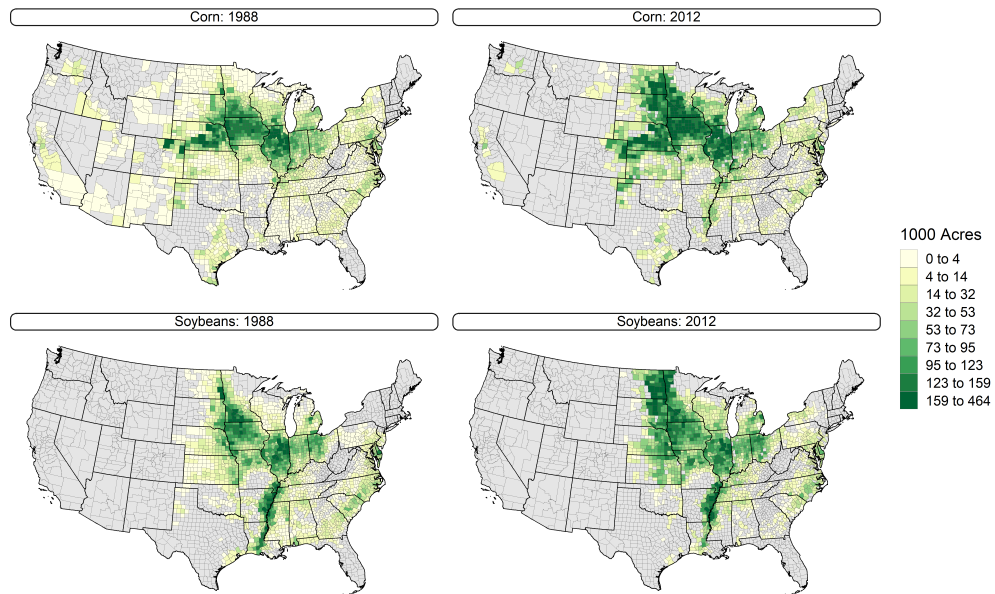 Corn: 1988
Corn: 2012
1000 Acres
0 to 4
4 to 14
14 to 32
32 to 53
53 to 73
73 to 95
95 to 123
123 to 159
159 to 464
Soybeans: 1988
Soybeans: 2012